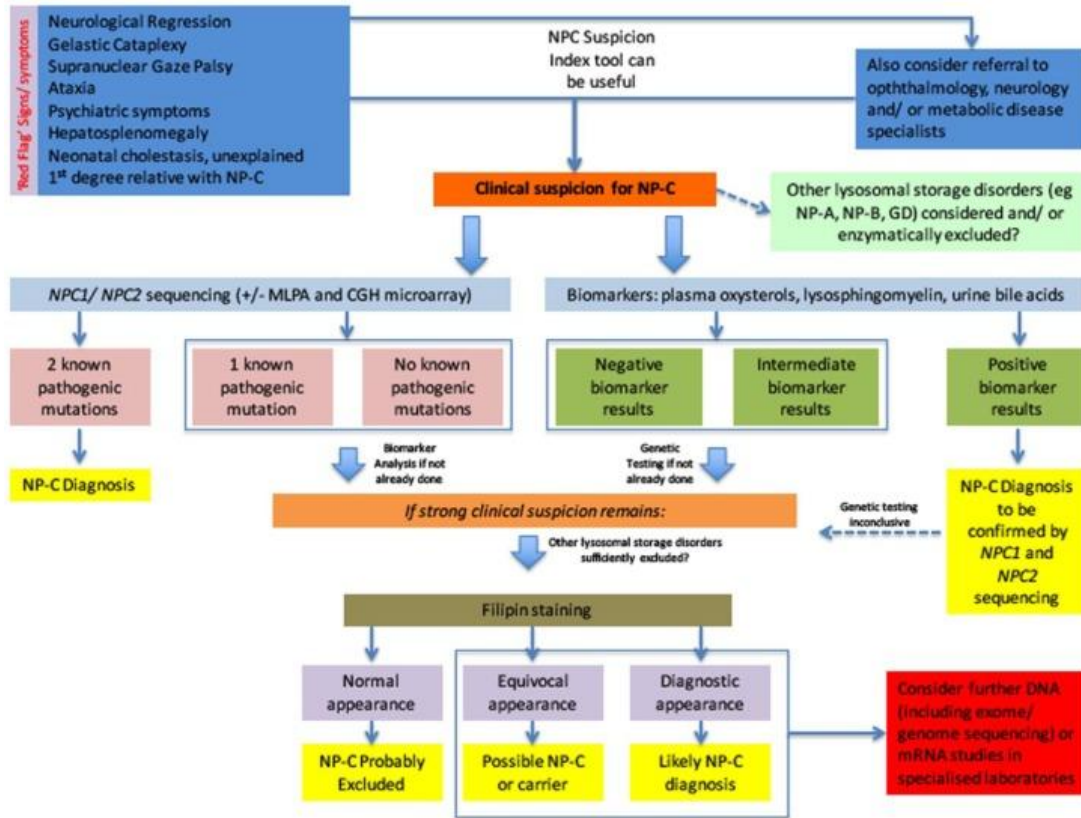 'Red Flag' Signs/ symptoms
Neurological Regression
Gelastic Cataplexy
Supranuclear Gaze Palsy
Ataxia
Psychiatric symptoms
Hepatosplenomegaly
Neonatal cholestasis, unexplained
1st degree relative with NP-C
NPC Suspicion
Index tool can
be useful
Also consider referral to
opthalmology, neurology
and/ or metabolic disease
specialists
Clinical suspicion for NP-C
Other lysosomal storage disorders (eg
NP-A, NP-B, GD) considered and/ or
enzymatically excluded?
NPC1/ NPC2 sequencing (+/- MLPA and CGH microarray)
Biomarkers: plasma oxysterols, lysosphingomyelin, urine bile acids
2 known
pathogenic
mutations
1 known
pathogenic
mutation
No known
pathogenic
mutations
Negative
biomarker
results
Intermediate
biomarker
results
Positive
biomarker
results
NP-C Diagnosis
Biomarker
Analysis if not
already done
Genetic
Testing if not
already done
NP-C Diagnosis
to be
confirmed by
NPC1 and
NPC2
sequencing
If strong clinical suspicion remains:
Genetic testing
inconclusive
Other lysosomal storage disorders
sufficiently excluded?
Filipin staining
Normal
appearance
Equivocal
appearance
Diagnostic
appearance
NP-C Probably
Excluded
Possible NP-C
or carrier
Likely NP-C
diagnosis
Consider further DNA
(including exome/
genome sequencing) or
mRNA studies in
specialised laboratories